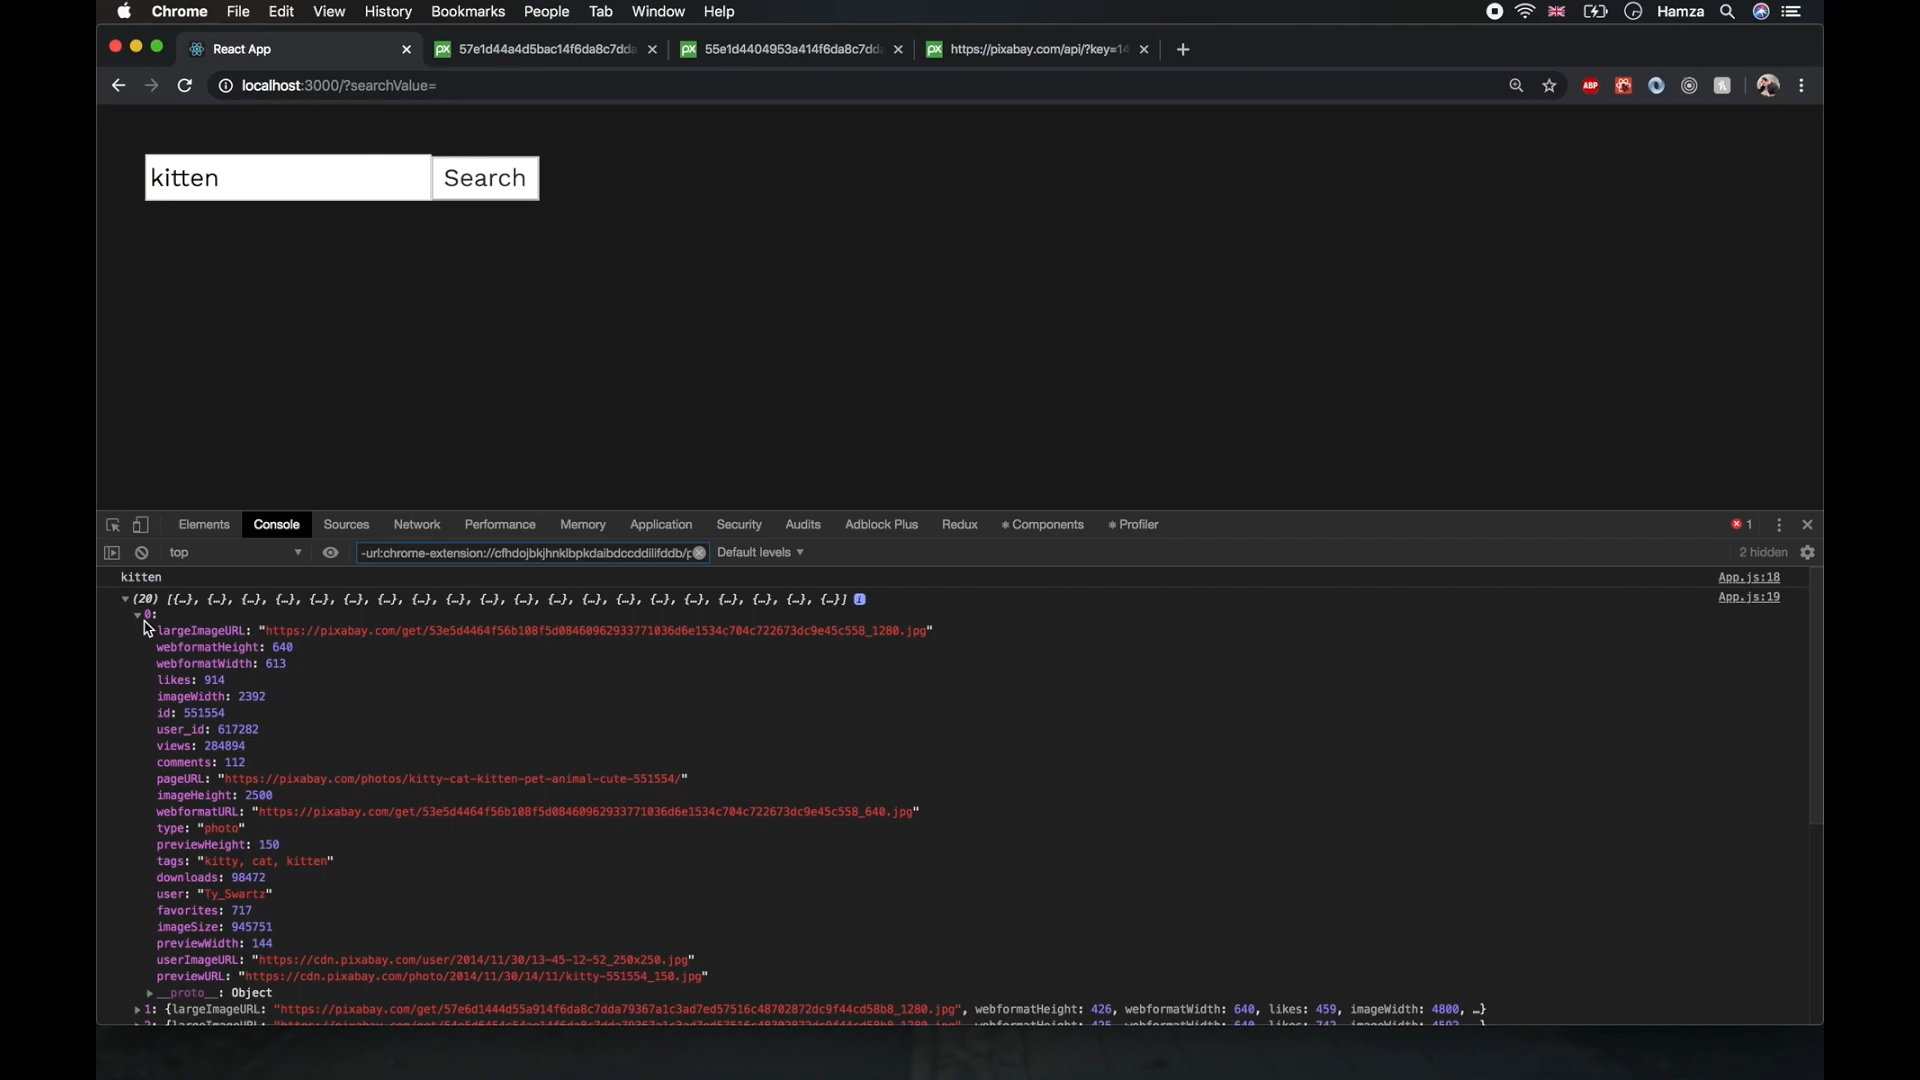 Chrome File Edit View History Bookmarks People Tab Window Help Hamza
React App 57e1d44a4d5bac14f6da8c7dda 55e1d4404953a414f6da8c7dda https://pixabay.com/api/?key=14
localhost:3000/?searchValue= ABP
kitten Search
Elements Console Sources Network Performance Memory Application Security Audits Adblock Plus Redux Components Profiler 1
top -url:chrome-extension://cfhdojbkjhnklbpkdaibdccddilifddb/p Default levels 2 hidden
kitten App.js:18
(20) [{…}, {…}, {…}, {…}, {…}, {…}, {…}, {…}, {…}, {…}, {…}, {…}, {…}, {…}, {…}, {…}, {…}, {…}, {…}, {…}] App.js:19
0:
largeImageURL: "https://pixabay.com/get/53e5d4464f56b108f5d08460962933771036d6e1534c704c722673dc9e45c558_1280.jpg"
webformatHeight: 640
webformatWidth: 613
likes: 914
imageWidth: 2392
id: 551554
user_id: 617282
views: 284894
comments: 112
pageURL: "https://pixabay.com/photos/kitty-cat-kitten-pet-animal-cute-551554/"
imageHeight: 2500
webformatURL: "https://pixabay.com/get/53e5d4464f56b108f5d08460962933771036d6e1534c704c722673dc9e45c558_640.jpg"
type: "photo"
previewHeight: 150
tags: "kitty, cat, kitten"
downloads: 98472
user: "Ty_Swartz"
favorites: 717
imageSize: 945751
previewWidth: 144
userImageURL: "https://cdn.pixabay.com/user/2014/11/30/13-45-12-52_250x250.jpg"
previewURL: "https://cdn.pixabay.com/photo/2014/11/30/14/11/kitty-551554_150.jpg"
__proto__: Object
1: {largeImageURL: "https://pixabay.com/get/57e6d1444d55a914f6da8c7dda79367a1c3ad7ed57516c48702872dc9f44cd58b8_1280.jpg", webformatHeight: 426, webformatWidth: 640, likes: 459, imageWidth: 4800, …}